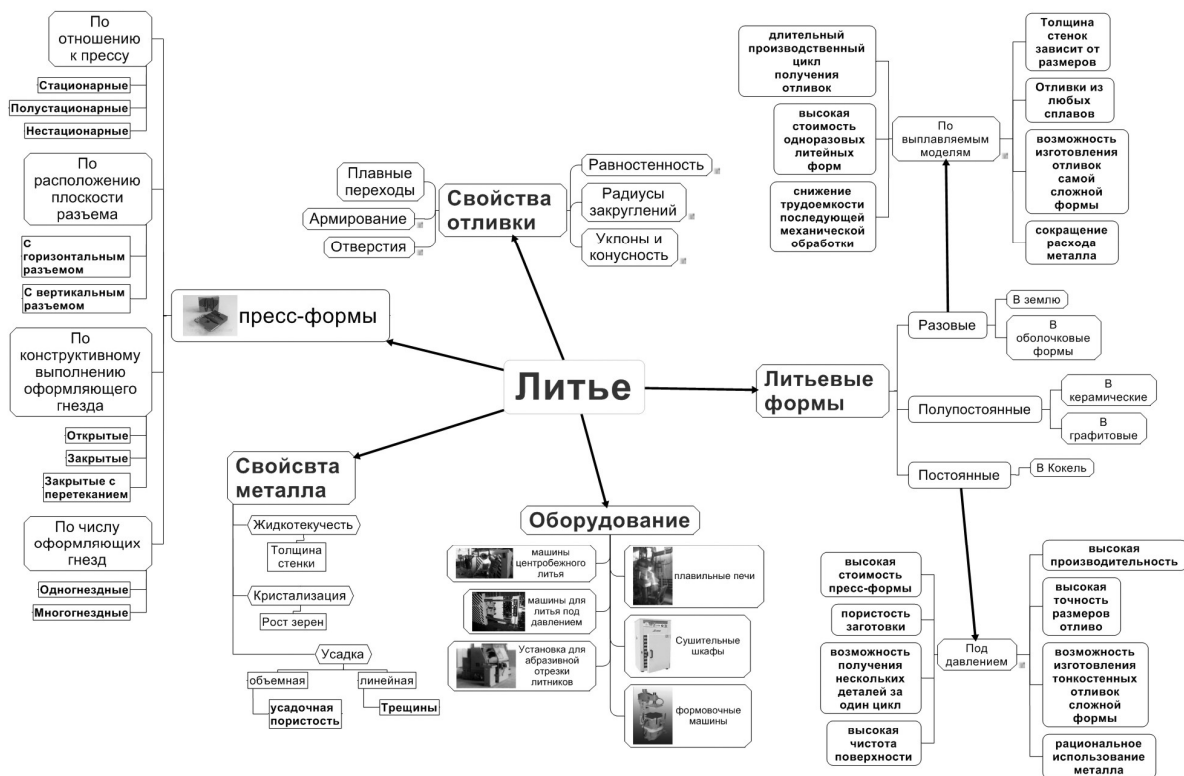 По
отношению
к прессу
Стационарные
Полустационарные
Нестационарные
По
расположению
плоскости
разъема
С
горизонтальным
разъемом
С вертикальным
разъемом
По
конструктивному
выполнению
оформляющего
гнезда
Открытые
Закрытые
Закрытые с
перетеканием
По числу
оформляющих
гнезд
Одногнездные
Многогнездные
пресс-формы
Плавные
переходы
Армирование
Отверстия
Свойства
отливки
Равностенность
Радиусы
закруглений
Уклоны и
конусность
Литье
Свойсвта
металла
Жидкотекучесть
Толщина
стенки
Кристализация
Рост зерен
Усадка
объемная
усадочная
пористость
линейная
Трещины
Оборудование
машины
центробежного
литья
машины для
литья под
давлением
Установка для
абразивной
отрезки
литников
плавильные печи
Сушительные
шкафы
формовочные
машины
Литьевые
формы
Разовые
В землю
В
оболочковые
формы
Полупостоянные
В
керамические
В
графитовые
Постоянные
В Кокель
По
выплавляемым
моделям
длительный
производственный
цикл
получения
отливок
высокая
стоимость
одноразовых
литейных
форм
снижение
трудоемкости
последующей
механической
обработки
Толщина
стенок
зависит от
размеров
Отливки из
любых
сплавов
возможность
изготовления
отливок
самой
сложной
формы
сокращение
расхода
металла
Под
давлением
высокая
стоимость
пресс-формы
пористость
заготовки
возможность
получения
нескольких
деталей за
один цикл
высокая
чистота
поверхности
высокая
производительность
высокая
точность
размеров
отливо
возможность
изготовления
тонкостенных
отливок
сложной
формы
рациональное
использование
металла